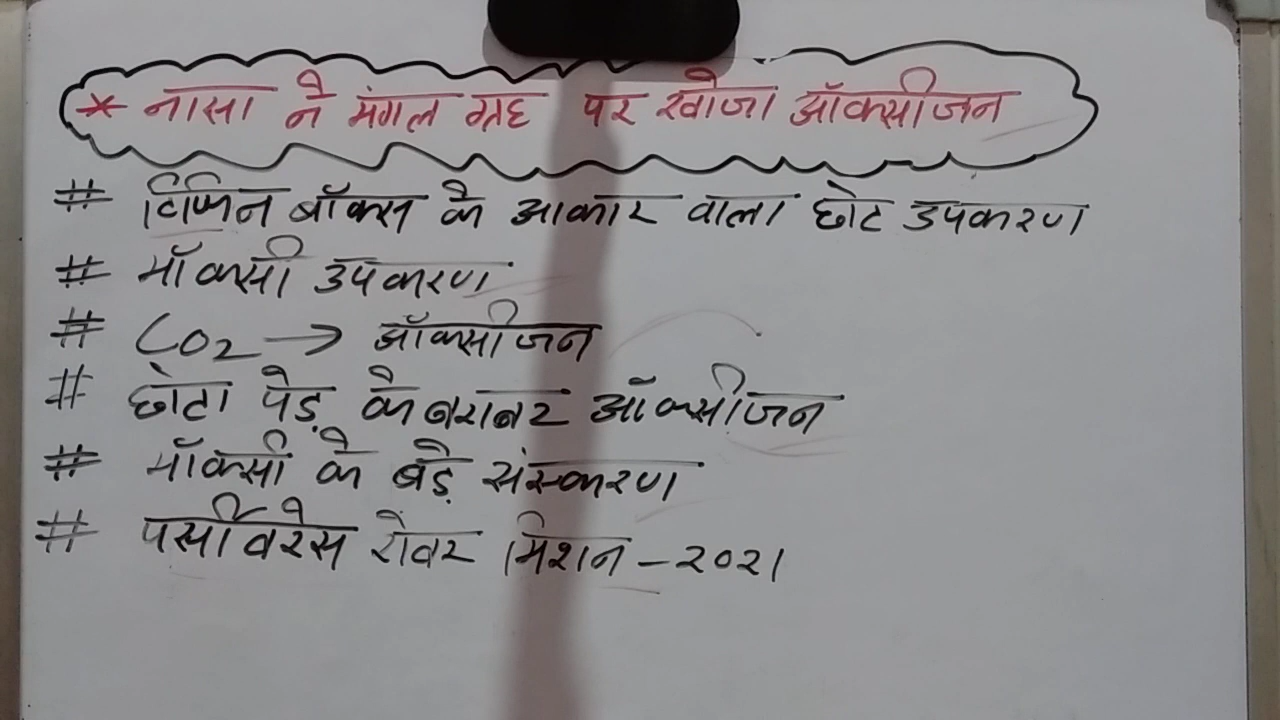 * नासा ने मंगल ग्रह पर खोजा ऑक्सीजन
# टिफिन बॉक्स के आकार वाला छोट उपकरण
# मॉक्सी उपकरण
# CO2 → ऑक्सीजन
# छोटा पेड़ के बराबर ऑक्सीजन
# मॉक्सी के बड़े संस्करण
# पर्सीवरेंस रोवर मिशन - 2021